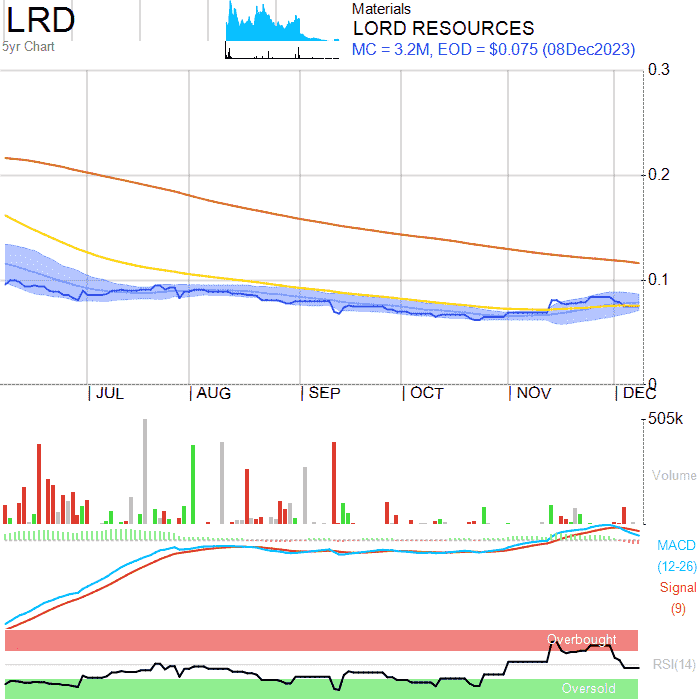 LRD
5yr Chart
Materials
LORD RESOURCES
MC = 3.2M, EOD = $0.075 (08Dec2023)
0.3
0.2
0.1
0
JUL AUG SEP OCT NOV DEC
505k
Volume
MACD
(12-26)
Signal
(9)
Overbought
RSI(14)
Oversold